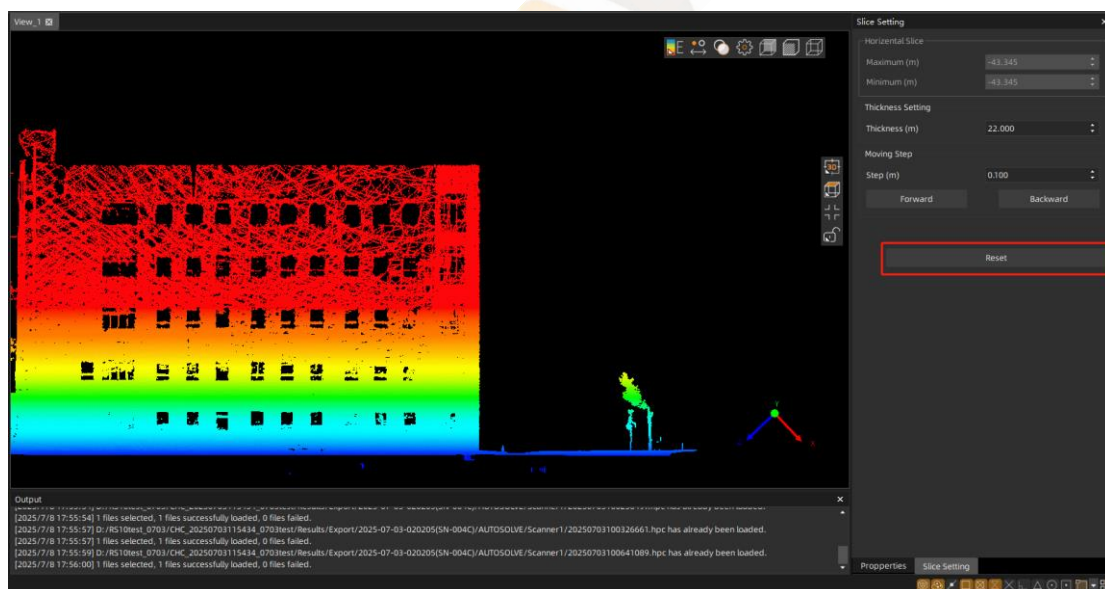 View_1
Slice Setting
Horizental Slice
Maximum (m) -43.345
Minimum (m) -43.345
Thickness Setting
Thickness (m) 22.000
Moving Step
Step (m) 0.100
Forward Backward
Reset
E
3D
Y
X
Output
[2025/7/8 17:55:54] 1 files selected, 1 files successfully loaded, 0 files failed.
[2025/7/8 17:55:57] D:/RS10test_0703/CHC_20250703115434_0703test/Results/Export/2025-07-03-020205(SN-004C)/AUTOSOLVE/Scanner1/20250703100326661.hpc has already been loaded.
[2025/7/8 17:55:57] 1 files selected, 1 files successfully loaded, 0 files failed.
[2025/7/8 17:55:59] D:/RS10test_0703/CHC_20250703115434_0703test/Results/Export/2025-07-03-020205(SN-004C)/AUTOSOLVE/Scanner1/20250703100641089.hpc has already been loaded.
[2025/7/8 17:56:00] 1 files selected, 1 files successfully loaded, 0 files failed.
Propperties Slice Setting